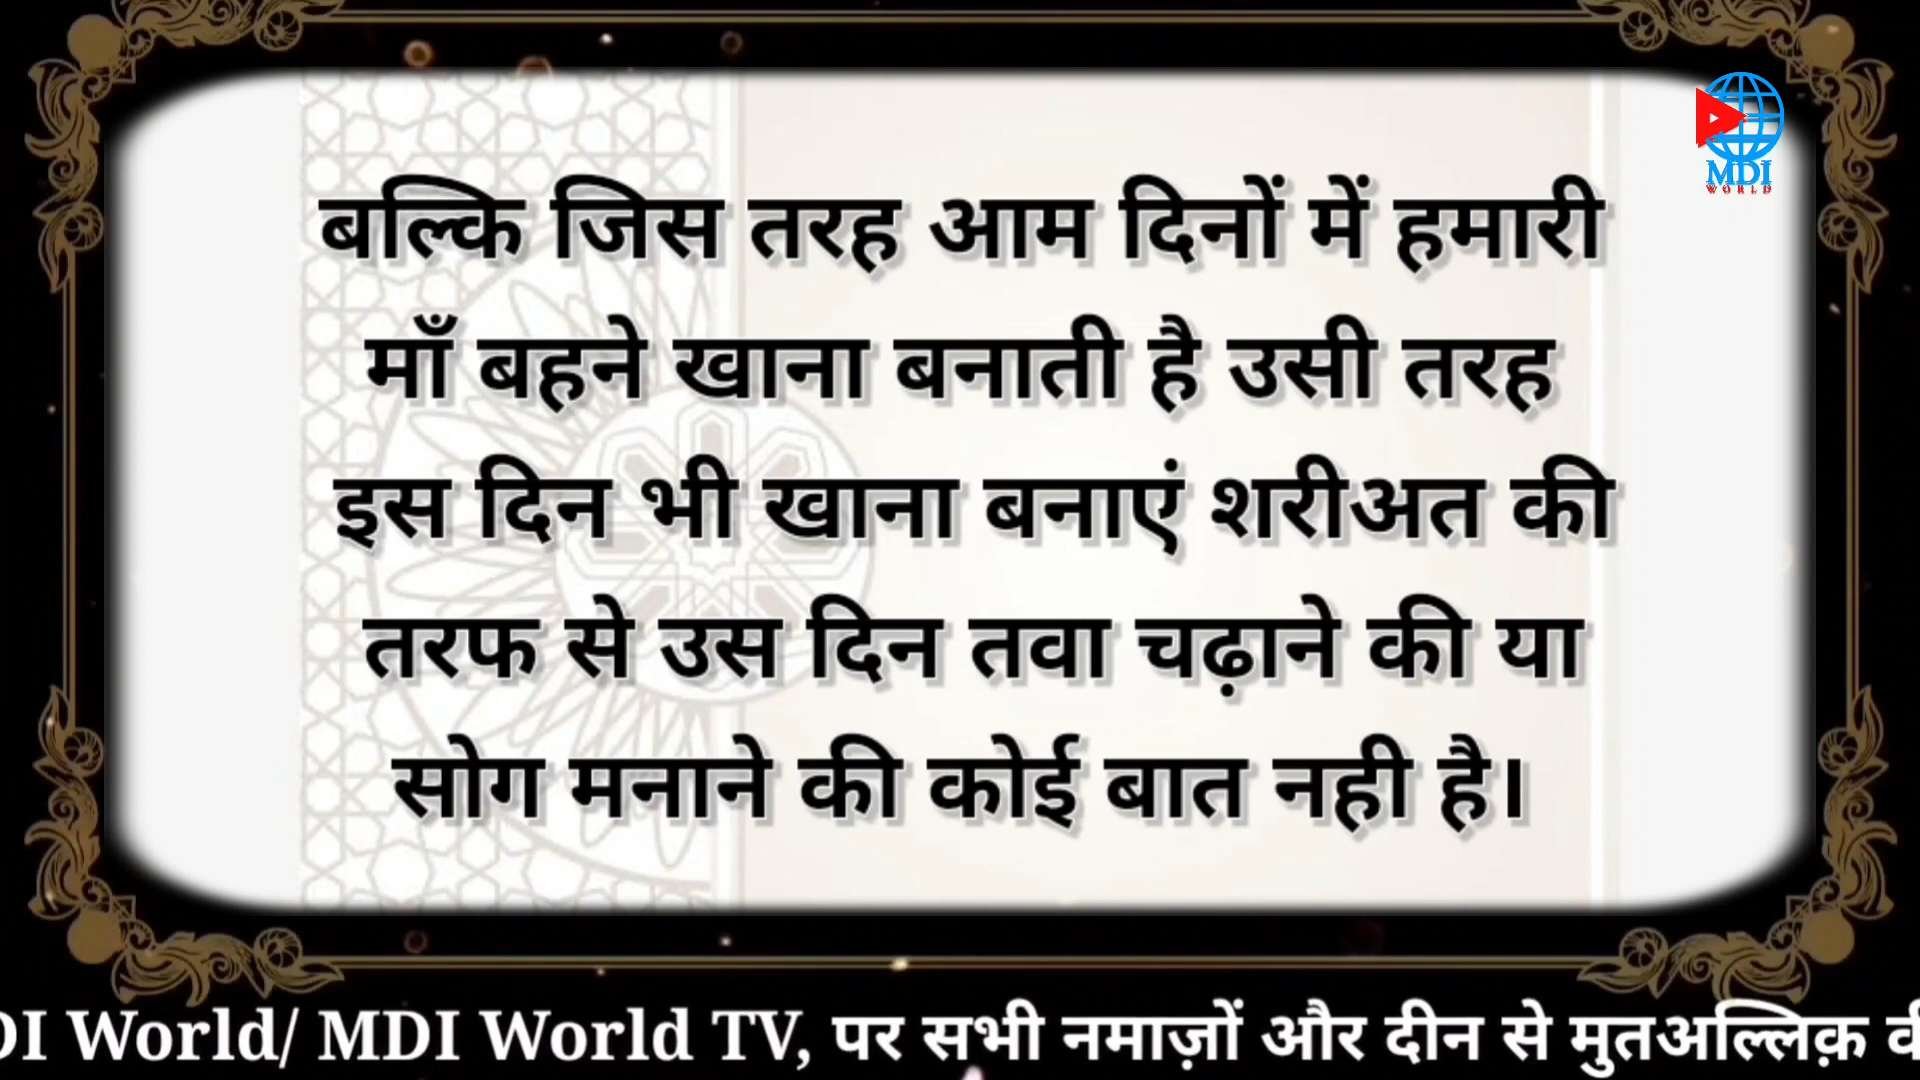 MDI
WORLD
बल्कि जिस तरह आम दिनों में हमारी
माँ बहने खाना बनाती है उसी तरह
इस दिन भी खाना बनाएं शरीअत की
तरफ से उस दिन तवा चढ़ाने की या
सोग मनाने की कोई बात नही है।
DI World/ MDI World TV, पर सभी नमाज़ों और दीन से मुतअल्लिक़